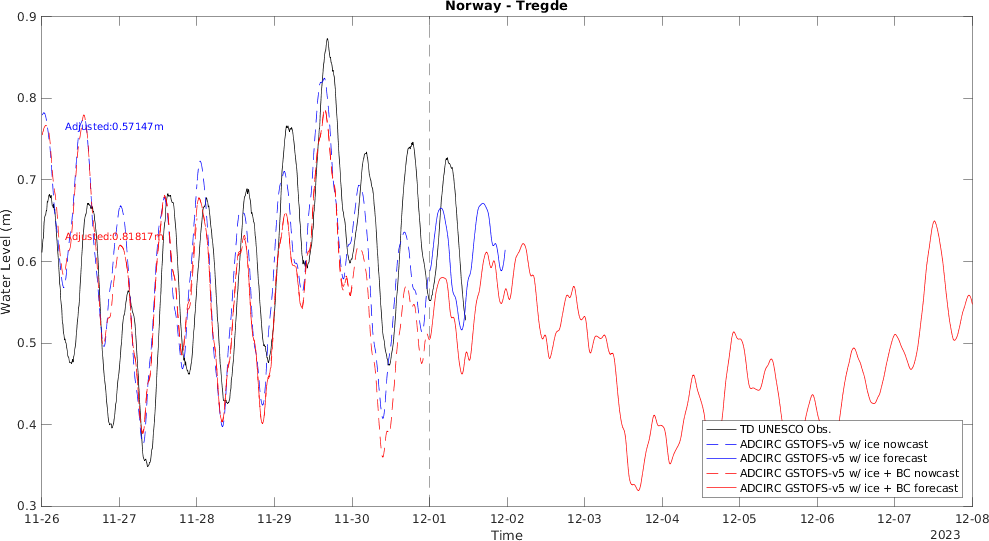 Norway - Tregde
0.9
0.8
0.7
0.6
0.5
0.4
0.3
Water Level (m)
Adjusted:0.57147m
Adjusted:0.81817m
TD UNESCO Obs.
ADCIRC GSTOFS-v5 w/ ice nowcast
ADCIRC GSTOFS-v5 w/ ice forecast
ADCIRC GSTOFS-v5 w/ ice + BC nowcast
ADCIRC GSTOFS-v5 w/ ice + BC forecast
11-26 11-27 11-28 11-29 11-30 12-01 12-02 12-03 12-04 12-05 12-06 12-07 12-08
Time
2023